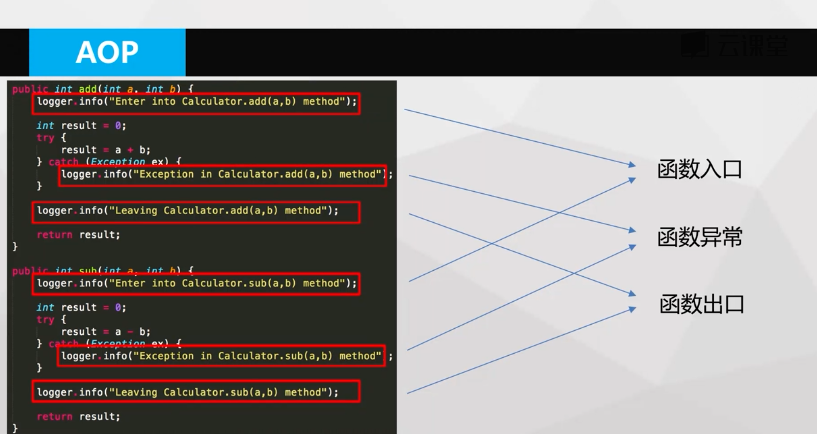 AOP
云课堂
public int add(int a, int b) {
logger.info("Enter into Calculator.add(a,b) method");
int result = 0;
try {
result = a + b;
} catch (Exception ex) {
logger.info("Exception in Calculator.add(a,b) method");
}
logger.info("Leaving Calculator.add(a,b) method");
return result;
}
public int sub(int a, int b) {
logger.info("Enter into Calculator.sub(a,b) method");
int result = 0;
try {
result = a - b;
} catch (Exception ex) {
logger.info("Exception in Calculator.sub(a,b) method");
}
logger.info("Leaving Calculator.sub(a,b) method");
return result;
}
函数入口
函数异常
函数出口